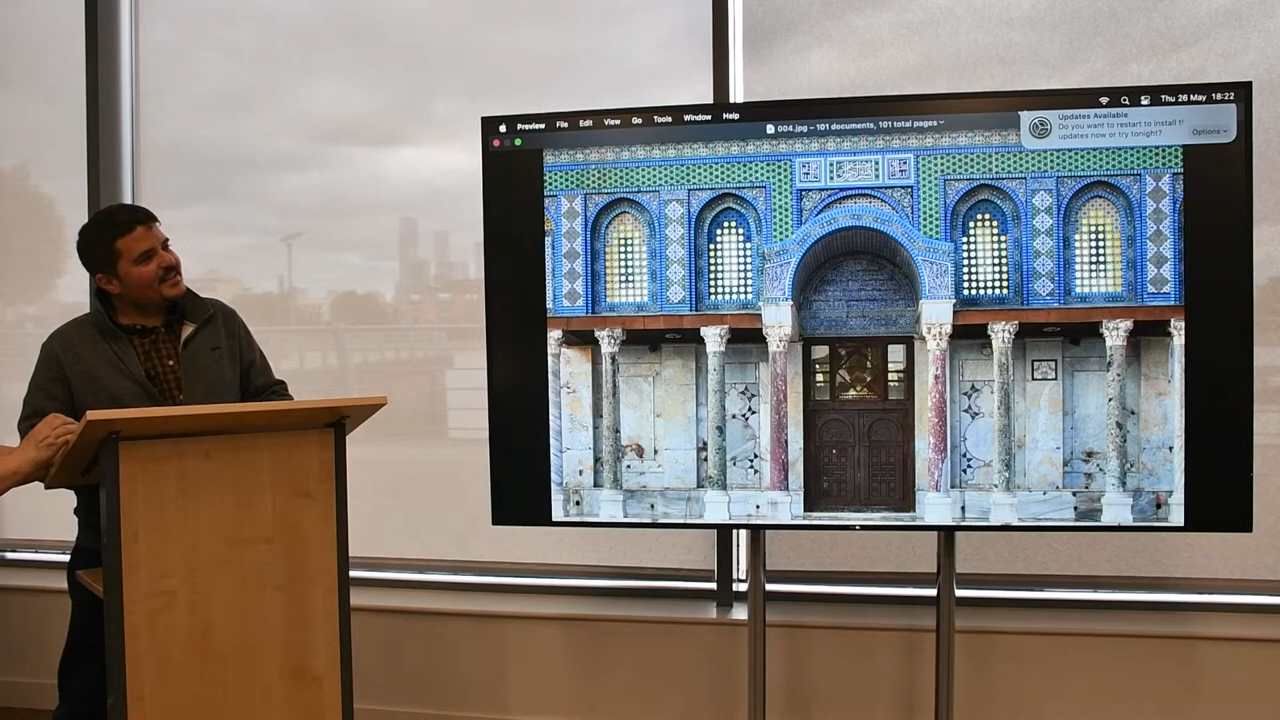 Preview File Edit View Go Tools Window Help
Thu 26 May 18:22
004.jpg – 101 documents, 101 total pages
Updates Available
Do you want to restart to install
updates now or try tonight?
Options